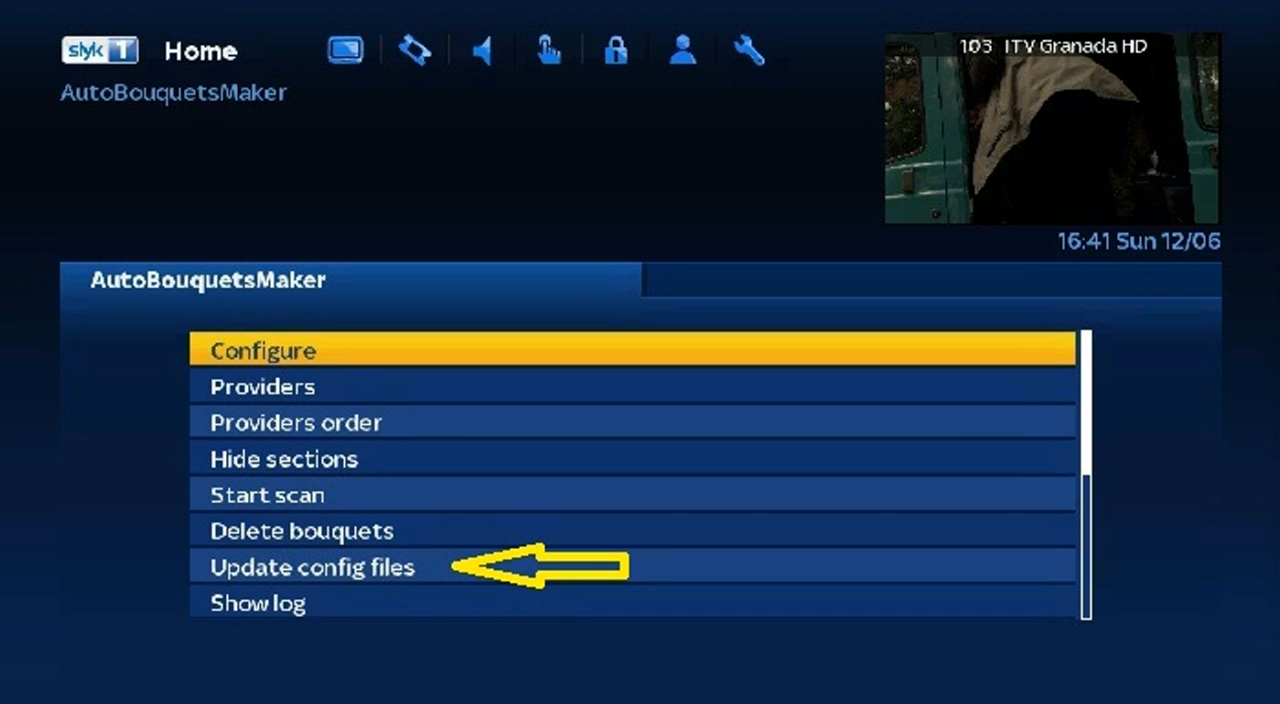 slyk 1 Home
103 ITV Granada HD
AutoBouquetsMaker
16:41 Sun 12/06
AutoBouquetsMaker
Configure
Providers
Providers order
Hide sections
Start scan
Delete bouquets
Update config files
Show log